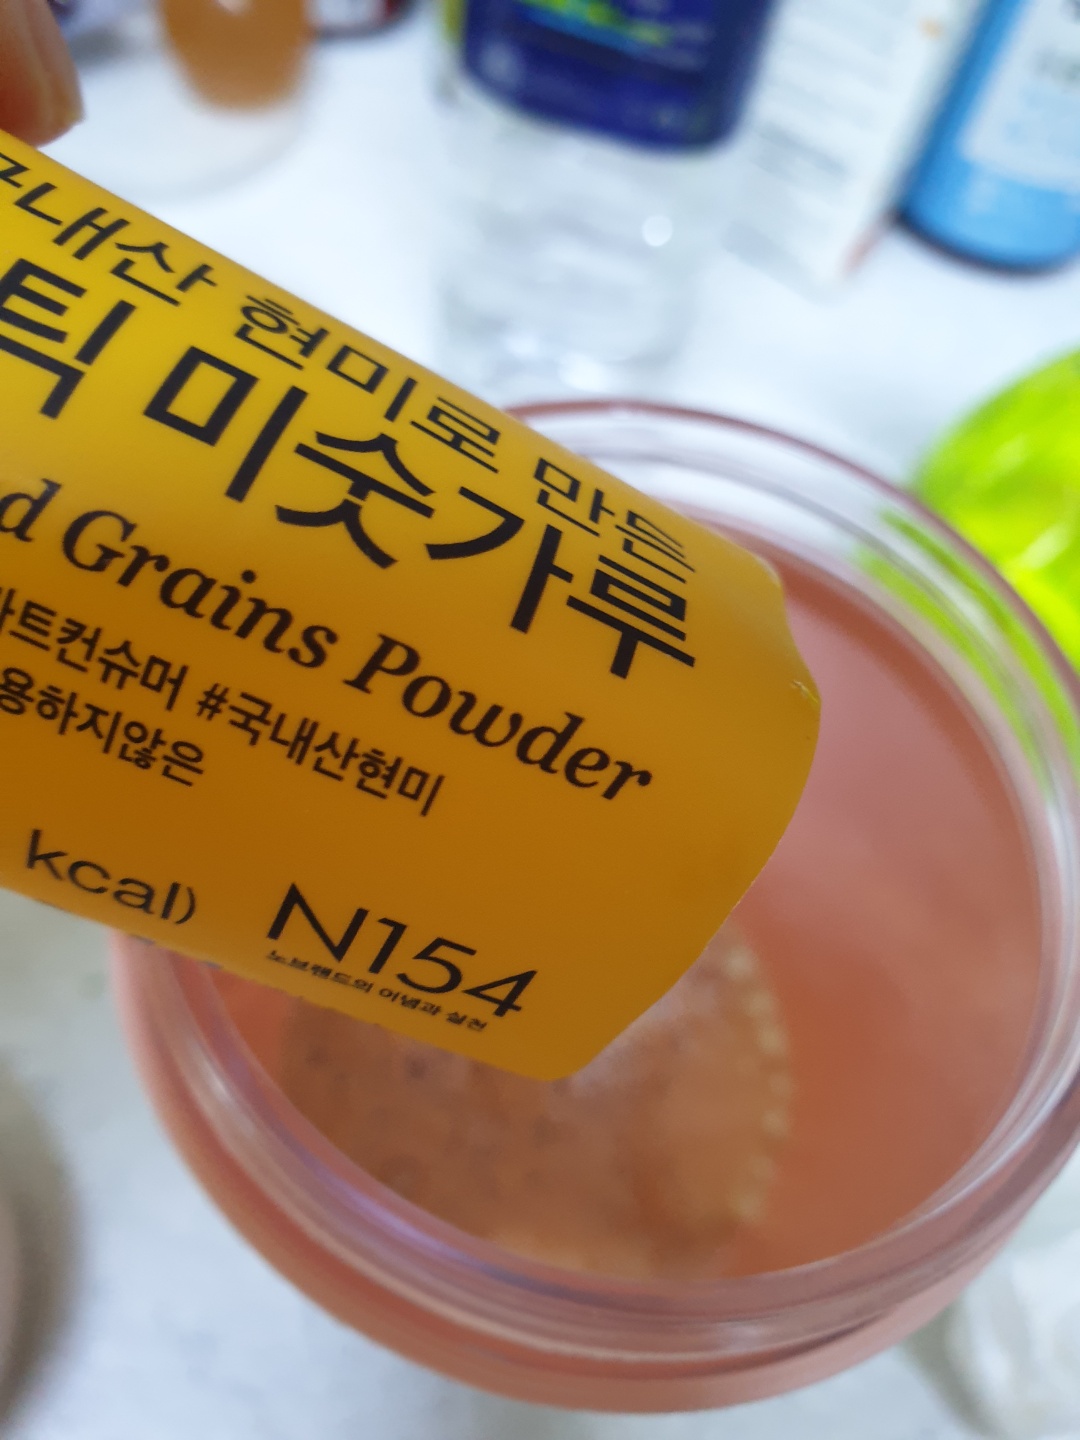 국내산 현미로 만든
틱 미숫가루
d Grains Powder
마트컨슈머 #국내산현미
용하지않은
kcal)
N154
노브랜드의 이념과 실천